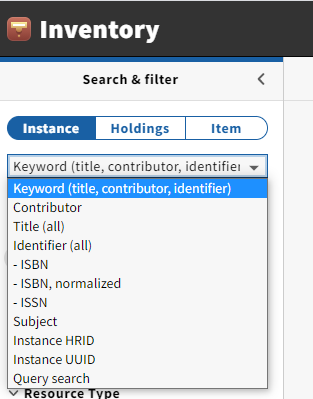 Inventory
Search & filter
Instance Holdings Item
Keyword (title, contributor, identifier
Keyword (title, contributor, identifier)
Contributor
Title (all)
Identifier (all)
- ISBN
- ISBN, normalized
- ISSN
Subject
Instance HRID
Instance UUID
Query search
Resource Type